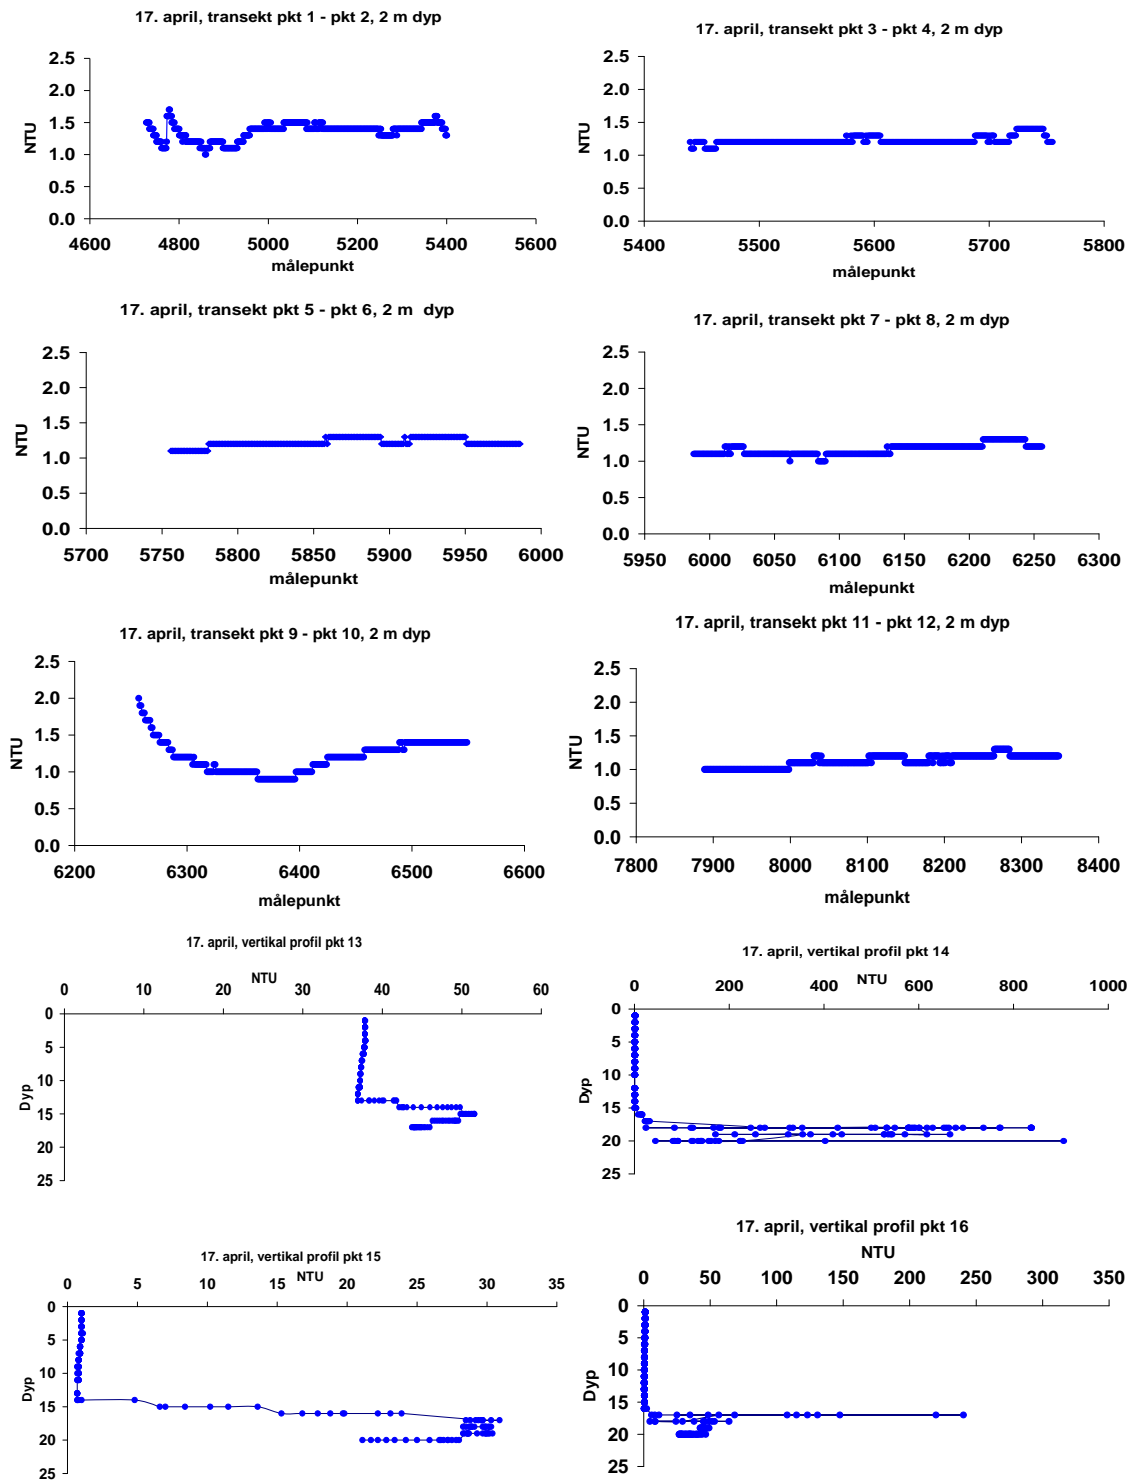 17. april, transekt pkt 1 - pkt 2, 2 m dyp
2.5
2.0
1.5
1.0
0.5
0.0
NTU
4600 4800 5000 5200 5400 5600
målepunkt
17. april, transekt pkt 3 - pkt 4, 2 m dyp
2.5
2.0
1.5
1.0
0.5
0.0
NTU
5400 5500 5600 5700 5800
målepunkt
17. april, transekt pkt 5 - pkt 6, 2 m dyp
2.5
2.0
1.5
1.0
0.5
0.0
NTU
5700 5750 5800 5850 5900 5950 6000
målepunkt
17. april, transekt pkt 7 - pkt 8, 2 m dyp
2.5
2.0
1.5
1.0
0.5
0.0
NTU
5950 6000 6050 6100 6150 6200 6250 6300
målepunkt
17. april, transekt pkt 9 - pkt 10, 2 m dyp
2.5
2.0
1.5
1.0
0.5
0.0
NTU
6200 6300 6400 6500 6600
målepunkt
17. april, transekt pkt 11 - pkt 12, 2 m dyp
2.5
2.0
1.5
1.0
0.5
0.0
NTU
7800 7900 8000 8100 8200 8300 8400
målepunkt
17. april, vertikal profil pkt 13
NTU
0 10 20 30 40 50 60
0
5
10
15
20
25
Dyp
17. april, vertikal profil pkt 14
NTU
0 200 400 600 800 1000
0
5
10
15
20
25
Dyp
17. april, vertikal profil pkt 15
NTU
0 5 10 15 20 25 30 35
0
5
10
15
20
25
Dyp
17. april, vertikal profil pkt 16
NTU
0 50 100 150 200 250 300 350
0
5
10
15
20
25
Dyp